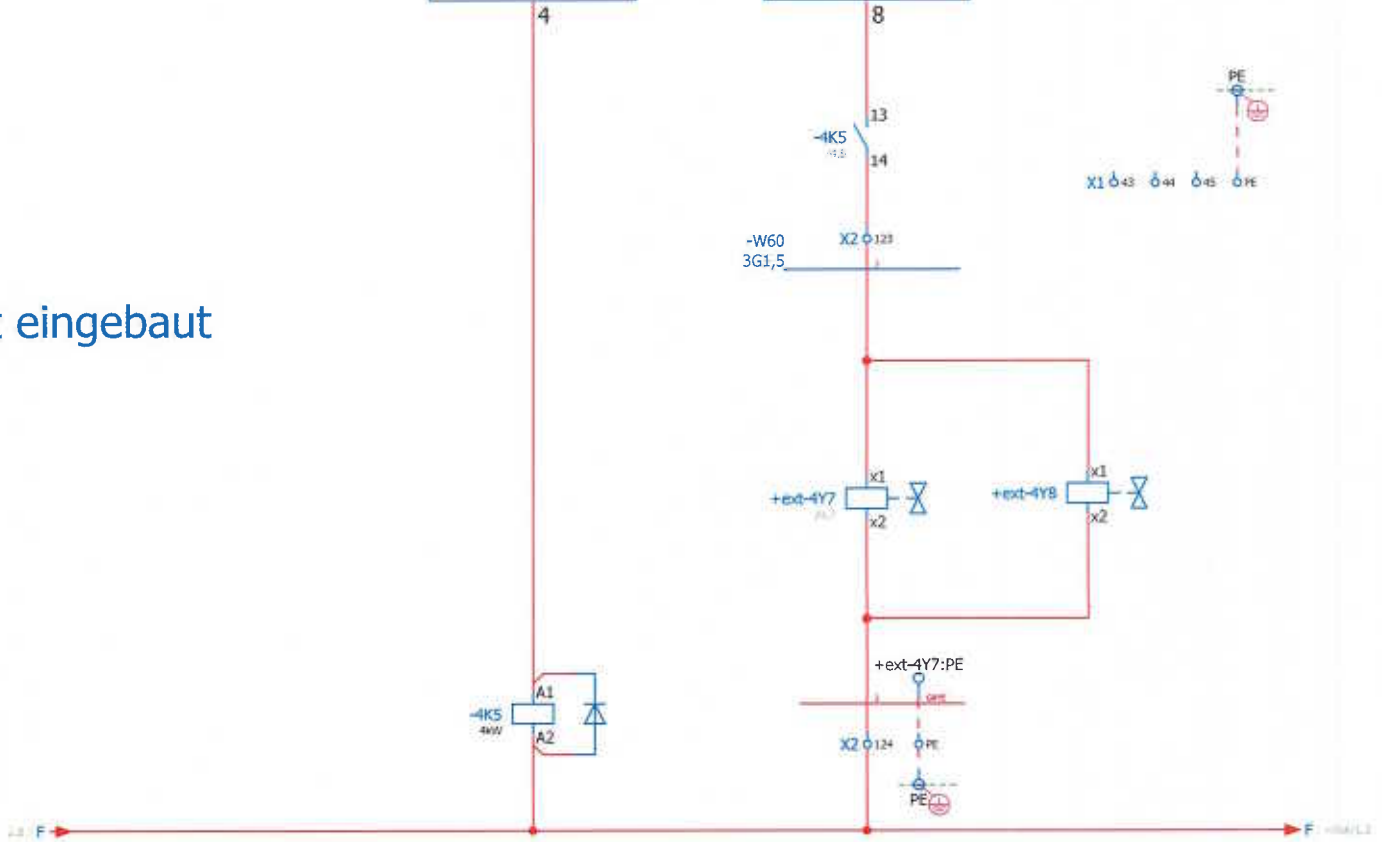 4
8
PE
13
-4K5
14
X1 43 44 45 PE
-W60
X2 123
3G1,5
eingebaut
x1
+ext-4Y7
x2
x1
+ext-4Y8
x2
+ext-4Y7:PE
A1
-4K5
4kW
A2
X2 124 PE
PE
F
F